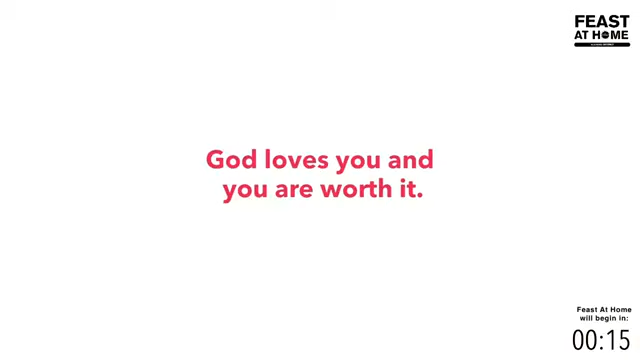 FEAST
AT HOME
God loves you and
you are worth it.
Feast At Home
will begin in:
00:15